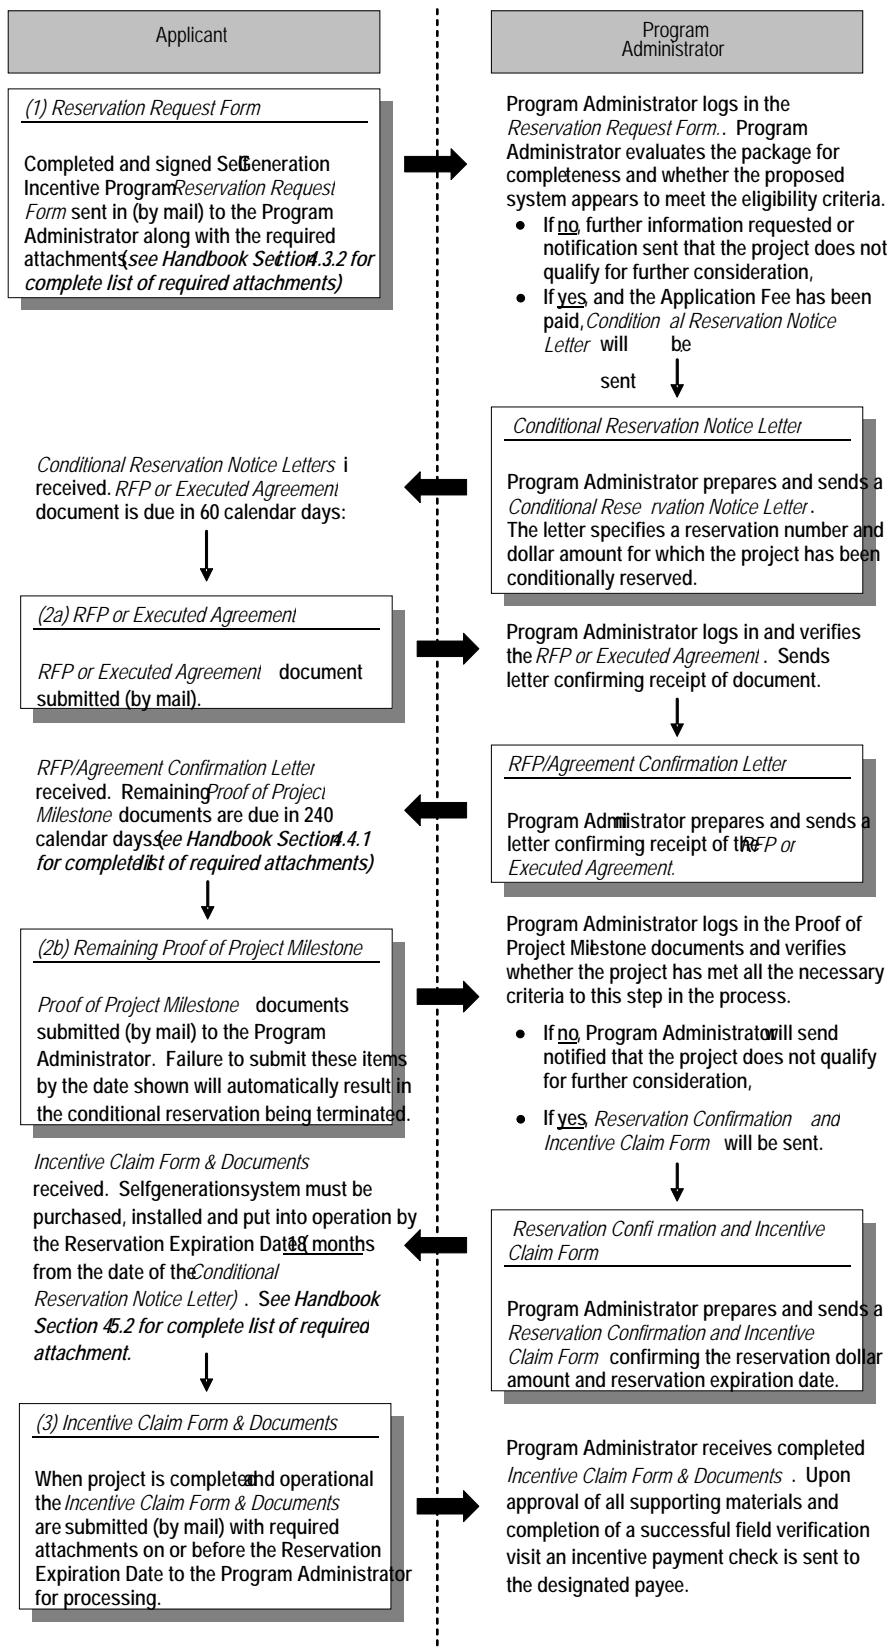 Applicant
Program
Administrator
(1) Reservation Request Form
Completed and signed Self Generation
Incentive Program Reservation Request
Form sent in (by mail) to the Program
Administrator along with the required
attachments (see Handbook Section 4.3.2 for
complete list of required attachments)
Program Administrator logs in the
Reservation Request Form.. Program
Administrator evaluates the package for
completeness and whether the proposed
system appears to meet the eligibility criteria.
• If no, further information requested or
notification sent that the project does not
qualify for further consideration,
• If yes, and the Application Fee has been
paid, Condition al Reservation Notice
Letter will be
sent
Conditional Reservation Notice Letter
Program Administrator prepares and sends a
Conditional Rese rvation Notice Letter.
The letter specifies a reservation number and
dollar amount for which the project has been
conditionally reserved.
Conditional Reservation Notice Letters i
received. RFP or Executed Agreement
document is due in 60 calendar days:
(2a) RFP or Executed Agreement
RFP or Executed Agreement document
submitted (by mail).
Program Administrator logs in and verifies
the RFP or Executed Agreement. Sends
letter confirming receipt of document.
RFP/Agreement Confirmation Letter
Program Administrator prepares and sends a
letter confirming receipt of the RFP or
Executed Agreement.
RFP/Agreement Confirmation Letter
received. Remaining Proof of Project
Milestone documents are due in 240
calendar days (see Handbook Section 4.4.1
for complete list of required attachments)
(2b) Remaining Proof of Project Milestone
Proof of Project Milestone documents
submitted (by mail) to the Program
Administrator. Failure to submit these items
by the date shown will automatically result in
the conditional reservation being terminated.
Program Administrator logs in the Proof of
Project Milestone documents and verifies
whether the project has met all the necessary
criteria to this step in the process.
• If no, Program Administrator will send
notified that the project does not qualify
for further consideration,
• If yes, Reservation Confirmation and
Incentive Claim Form will be sent.
Reservation Confi rmation and Incentive
Claim Form
Program Administrator prepares and sends a
Reservation Confirmation and Incentive
Claim Form confirming the reservation dollar
amount and reservation expiration date.
Incentive Claim Form & Documents
received. Selfgeneration system must be
purchased, installed and put into operation by
the Reservation Expiration Date (18 months
from the date of the Conditional
Reservation Notice Letter) . See Handbook
Section 4.5.2 for complete list of required
attachment.
(3) Incentive Claim Form & Documents
When project is completed and operational
the Incentive Claim Form & Documents
are submitted (by mail) with required
attachments on or before the Reservation
Expiration Date to the Program Administrator
for processing.
Program Administrator receives completed
Incentive Claim Form & Documents . Upon
approval of all supporting materials and
completion of a successful field verification
visit an incentive payment check is sent to
the designated payee.